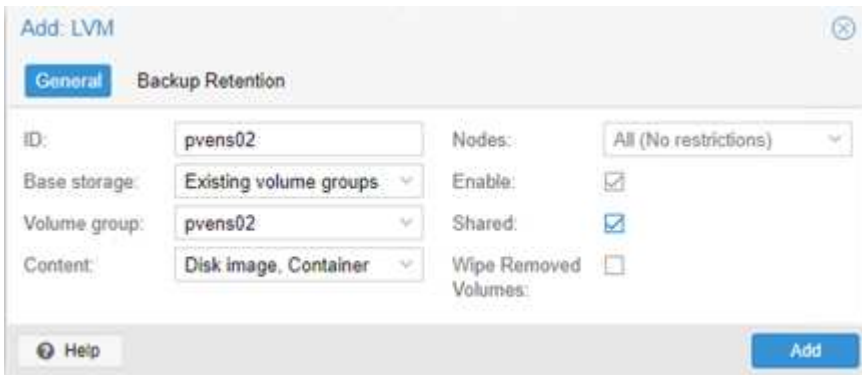 Add: LVM
General Backup Retention
ID: pvens02 Nodes: All (No restrictions)
Base storage: Existing volume groups Enable:
Volume group: pvens02 Shared:
Content: Disk image, Container Wipe Removed
Volumes:
Help Add